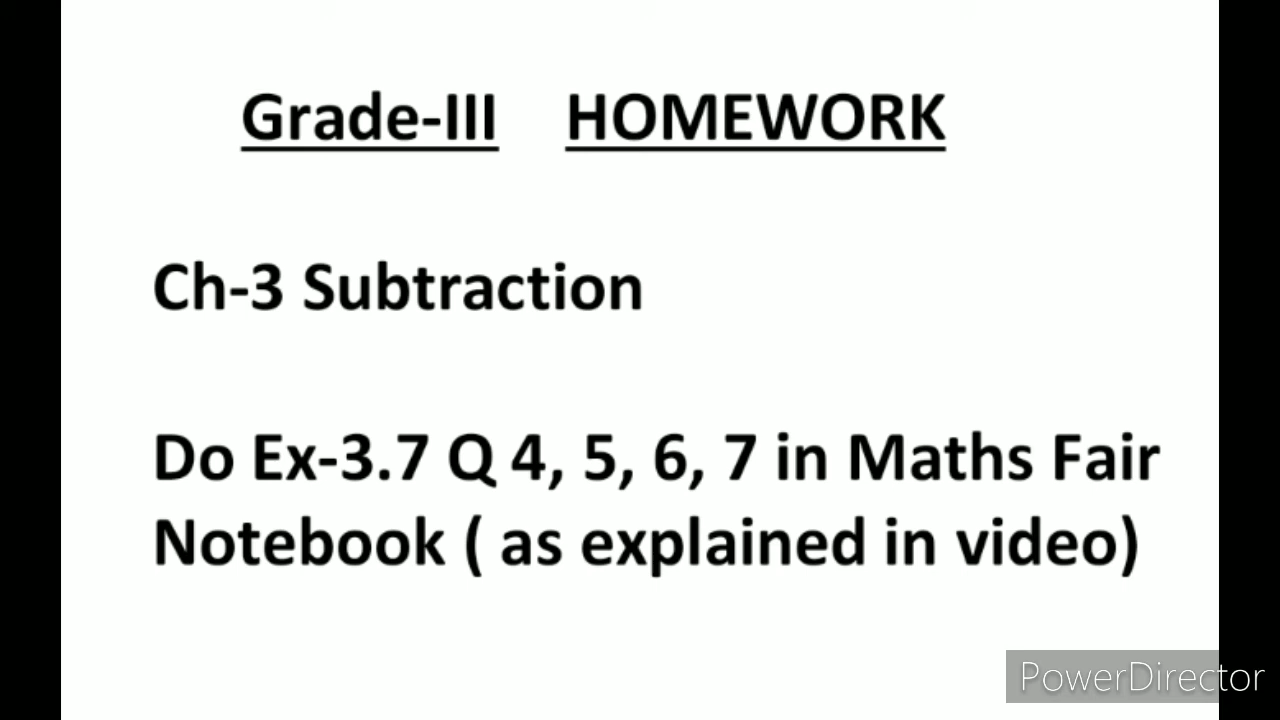 Grade-III HOMEWORK
Ch-3 Subtraction
Do Ex-3.7 Q 4, 5, 6, 7 in Maths Fair
Notebook ( as explained in video)
PowerDirector